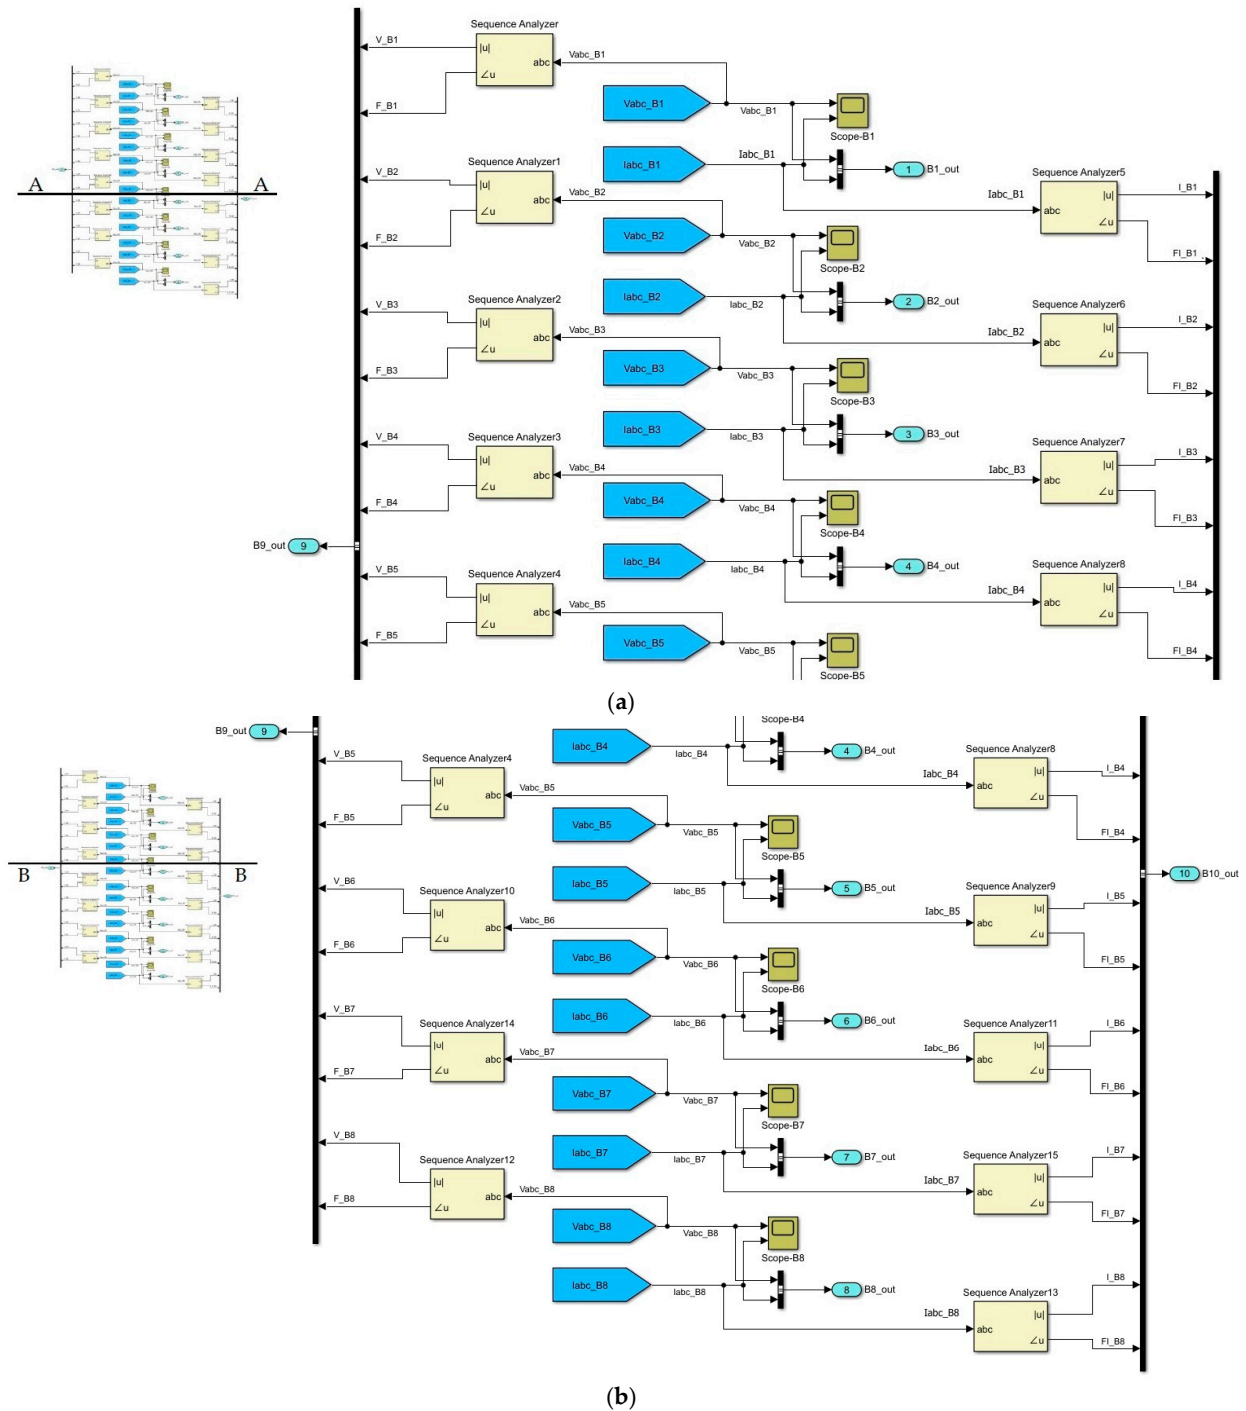 Sequence Analyzer
V_B1
|u|
abc
∠u
F_B1
Vabc_B1
Vabc_B1
Vabc_B1
Scope-B1
Iabc_B1
Iabc_B1
1
B1_out
Sequence Analyzer5
Iabc_B1
abc
|u|
∠u
I_B1
FI_B1
A
A
Sequence Analyzer1
V_B2
|u|
abc
∠u
F_B2
Vabc_B2
Vabc_B2
Vabc_B2
Scope-B2
Iabc_B2
Iabc_B2
2
B2_out
Sequence Analyzer6
Iabc_B2
abc
|u|
∠u
I_B2
FI_B2
Sequence Analyzer2
V_B3
|u|
abc
∠u
F_B3
Vabc_B3
Vabc_B3
Vabc_B3
Scope-B3
Iabc_B3
Iabc_B3
3
B3_out
Sequence Analyzer7
Iabc_B3
abc
|u|
∠u
I_B3
FI_B3
Sequence Analyzer3
V_B4
|u|
abc
∠u
F_B4
Vabc_B4
Vabc_B4
Vabc_B4
Scope-B4
Iabc_B4
Iabc_B4
4
B4_out
Sequence Analyzer8
Iabc_B4
abc
|u|
∠u
I_B4
FI_B4
B9_out
9
Sequence Analyzer4
V_B5
|u|
abc
∠u
F_B5
Vabc_B5
Vabc_B5
Vabc_B5
Scope-B5
(a)
B9_out
9
Scope-B4
Iabc_B4
Iabc_B4
4
B4_out
Sequence Analyzer8
Iabc_B4
abc
|u|
∠u
I_B4
FI_B4
Sequence Analyzer4
V_B5
|u|
abc
∠u
F_B5
Vabc_B5
Vabc_B5
Vabc_B5
Scope-B5
Iabc_B5
Iabc_B5
5
B5_out
Sequence Analyzer9
Iabc_B5
abc
|u|
∠u
I_B5
FI_B5
10
B10_out
B
B
Sequence Analyzer10
V_B6
|u|
abc
∠u
F_B6
Vabc_B6
Vabc_B6
Vabc_B6
Scope-B6
Iabc_B6
Iabc_B6
6
B6_out
Sequence Analyzer11
Iabc_B6
abc
|u|
∠u
I_B6
FI_B6
Sequence Analyzer14
V_B7
|u|
abc
∠u
F_B7
Vabc_B7
Vabc_B7
Vabc_B7
Scope-B7
Iabc_B7
Iabc_B7
7
B7_out
Sequence Analyzer15
Iabc_B7
abc
|u|
∠u
I_B7
FI_B7
Sequence Analyzer12
V_B8
|u|
abc
∠u
F_B8
Vabc_B8
Vabc_B8
Vabc_B8
Scope-B8
Iabc_B8
Iabc_B8
8
B8_out
Sequence Analyzer13
Iabc_B8
abc
|u|
∠u
I_B8
FI_B8
(b)